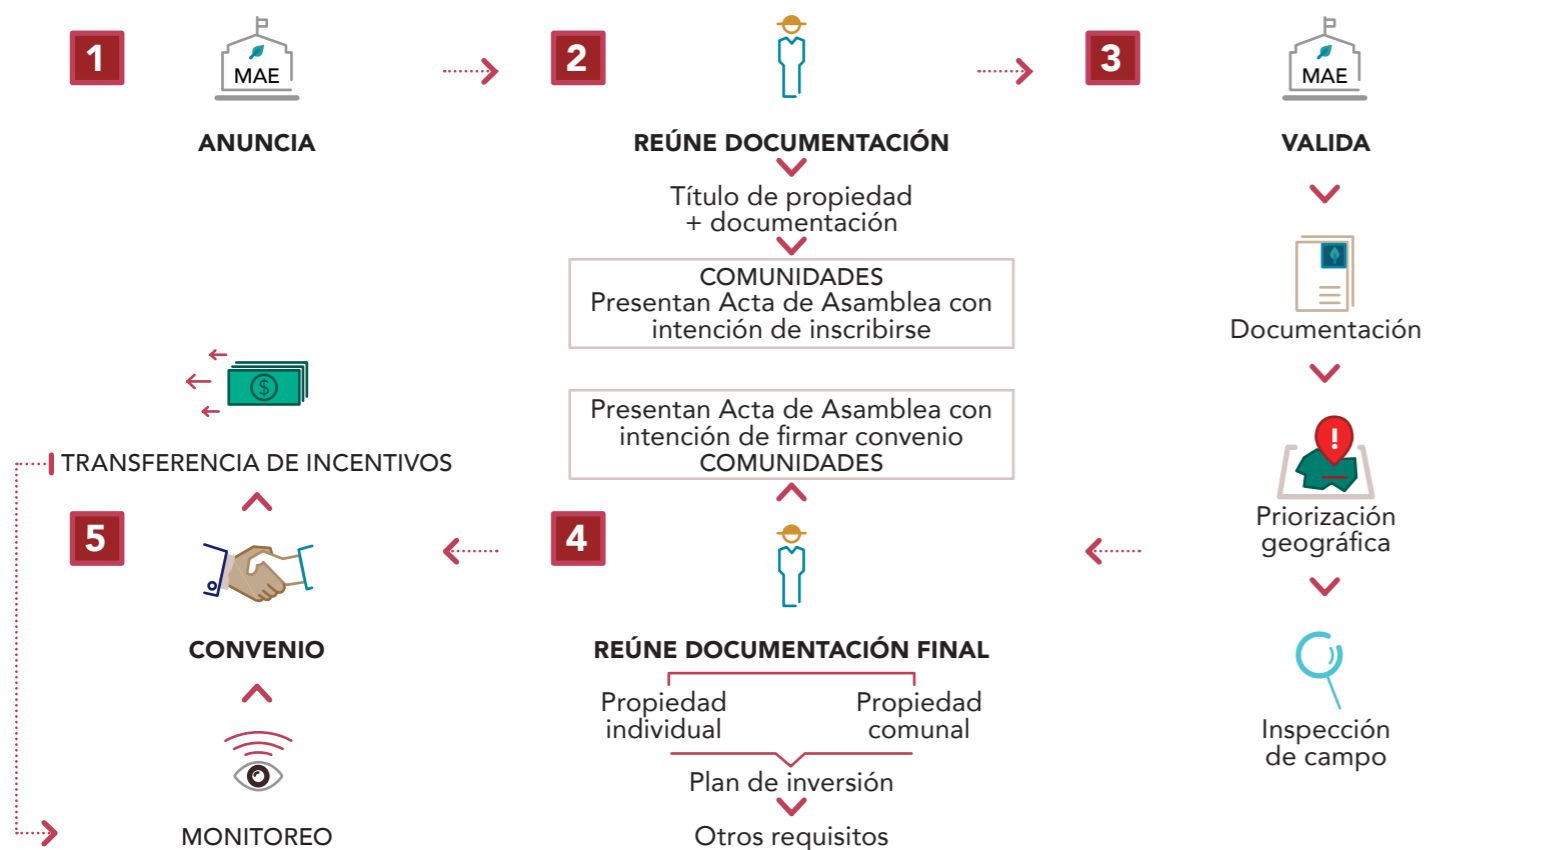 1
MAE
ANUNCIA
2
REÚNE DOCUMENTACIÓN
Título de propiedad
+ documentación
COMUNIDADES
Presentan Acta de Asamblea con
intención de inscribirse
3
MAE
VALIDA
Documentación
!
Priorización
geográfica
Inspección
de campo
4
Presentan Acta de Asamblea con
intención de firmar convenio
COMUNIDADES
REÚNE DOCUMENTACIÓN FINAL
Propiedad
individual
Propiedad
comunal
Plan de inversión
Otros requisitos
5
$
TRANSFERENCIA DE INCENTIVOS
CONVENIO
MONITOREO